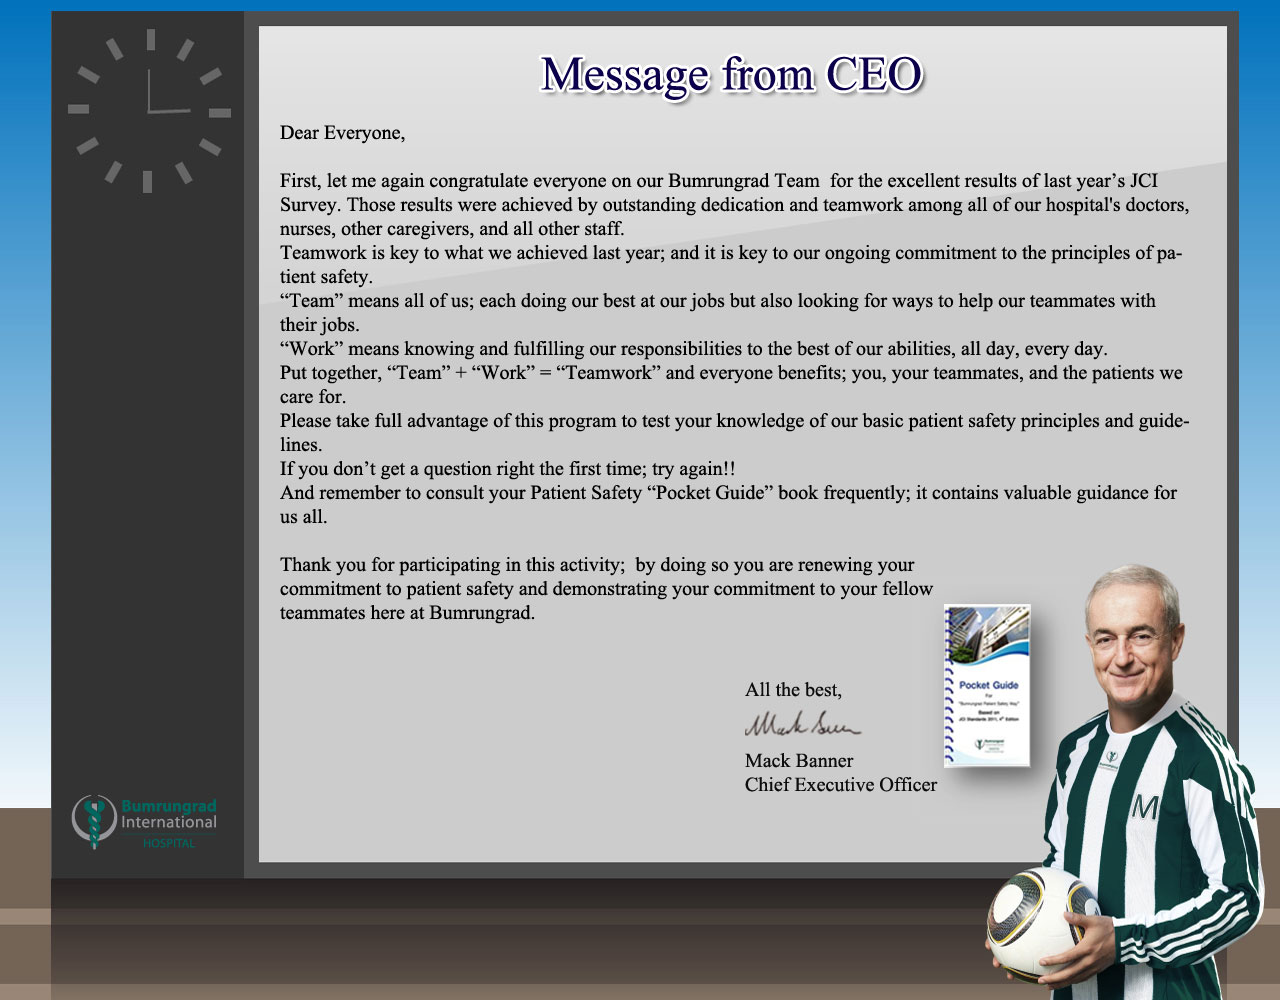 Message from CEO
Dear Everyone,
First, let me again congratulate everyone on our Bumrungrad Team  for the excellent results of last year’s JCI
Survey. Those results were achieved by outstanding dedication and teamwork among all of our hospital's doctors,
nurses, other caregivers, and all other staff.
Teamwork is key to what we achieved last year; and it is key to our ongoing commitment to the principles of pa-
tient safety.
“Team” means all of us; each doing our best at our jobs but also looking for ways to help our teammates with
their jobs.
“Work” means knowing and fulfilling our responsibilities to the best of our abilities, all day, every day.
Put together, “Team” + “Work” = “Teamwork” and everyone benefits; you, your teammates, and the patients we
care for.
Please take full advantage of this program to test your knowledge of our basic patient safety principles and guide-
lines.
If you don’t get a question right the first time; try again!!
And remember to consult your Patient Safety “Pocket Guide” book frequently; it contains valuable guidance for
us all.
Thank you for participating in this activity;  by doing so you are renewing your
commitment to patient safety and demonstrating your commitment to your fellow
teammates here at Bumrungrad.
All the best,
Mack Banner
Chief Executive Officer
Pocket Guide
For
"Bumrungrad Patient Safety Way"
Based on
JCI Standards 2011, 4th Edition
Bumrungrad
M
Bumrungrad
International
HOSPITAL